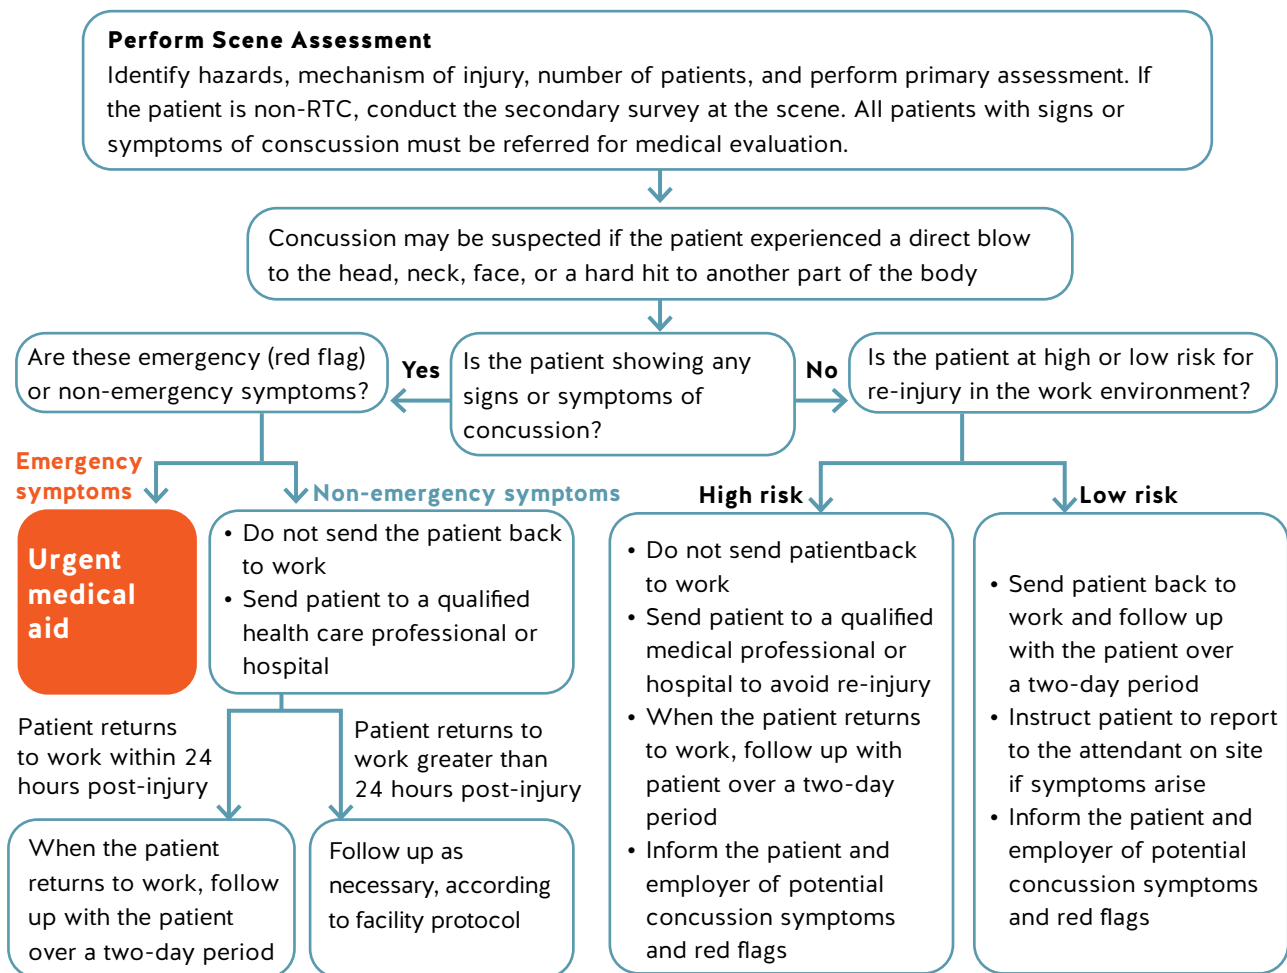 Perform Scene Assessment
Identify hazards, mechanism of injury, number of patients, and perform primary assessment. If
the patient is non-RTC, conduct the secondary survey at the scene. All patients with signs or
symptoms of conscussion must be referred for medical evaluation.
Concussion may be suspected if the patient experienced a direct blow
to the head, neck, face, or a hard hit to another part of the body
Are these emergency (red flag)
or non-emergency symptoms?
Yes
Is the patient showing any
signs or symptoms of
concussion?
No
Is the patient at high or low risk for
re-injury in the work environment?
Emergency
symptoms
Non-emergency symptoms
High risk
Low risk
Urgent
medical
aid
• Do not send the patient back
to work
• Send patient to a qualified
health care professional or
hospital
Patient returns
to work within 24
hours post-injury
Patient returns to
work greater than
24 hours post-injury
When the patient
returns to work, follow
up with the patient
over a two-day period
Follow up as
necessary, according
to facility protocol
• Do not send patientback
to work
• Send patient to a qualified
medical professional or
hospital to avoid re-injury
• When the patient returns
to work, follow up with
patient over a two-day
period
• Inform the patient and
employer of potential
concussion symptoms
and red flags
• Send patient back to
work and follow up
with the patient over
a two-day period
• Instruct patient to report
to the attendant on site
if symptoms arise
• Inform the patient and
employer of potential
concussion symptoms
and red flags